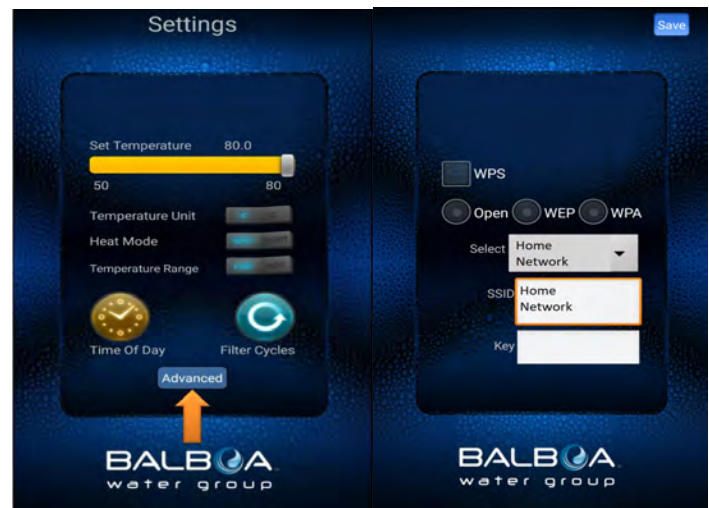 Settings
Set Temperature 80.0
50 80
Temperature Unit
Heat Mode
Temperature Range
Time Of Day Filter Cycles
Advanced
BALBOA
water group
Save
WPS
Open WEP WPA
Select Home
Network
SSID Home
Network
Key
BALBOA
water group